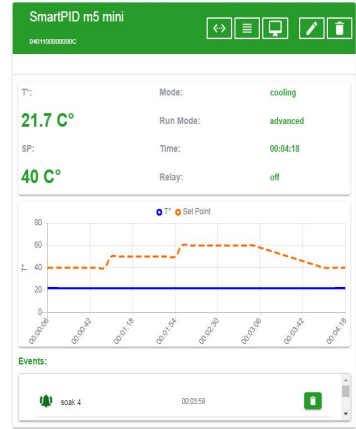 SmartPID m5 mini
0401100000000C
T°: Mode: cooling
21.7 C° Run Mode: advanced
SP: Time: 00:04:18
40 C° Relay: off
T° Set Point
80
60
40
20
0
T°
00:00:06 00:00:42 00:01:18 00:01:54 00:02:30 00:03:06 00:03:42 00:04:18
Events:
soak 4 00:03:59